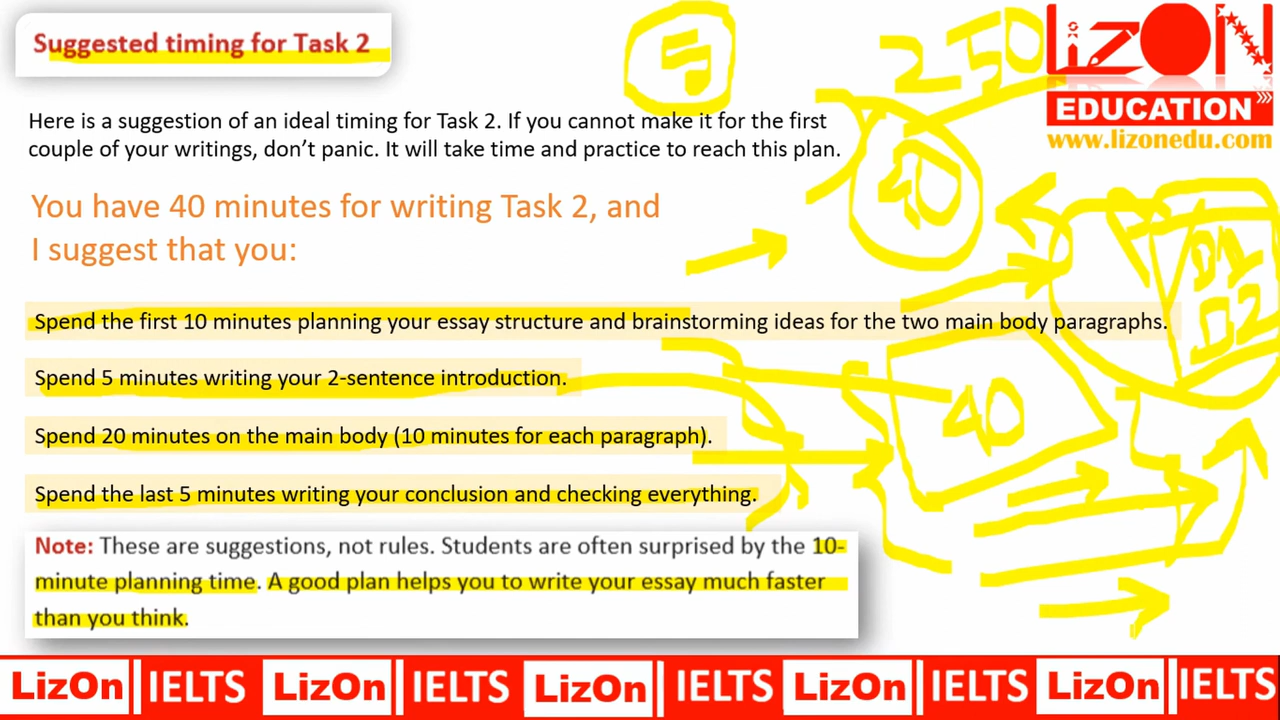 Suggested timing for Task 2
250
LizON
EDUCATION
www.lizonedu.com
Here is a suggestion of an ideal timing for Task 2. If you cannot make it for the first
couple of your writings, don’t panic. It will take time and practice to reach this plan.
40
You have 40 minutes for writing Task 2, and
I suggest that you:
Spend the first 10 minutes planning your essay structure and brainstorming ideas for the two main body paragraphs.
Spend 5 minutes writing your 2-sentence introduction.
40
Spend 20 minutes on the main body (10 minutes for each paragraph).
Spend the last 5 minutes writing your conclusion and checking everything.
Note: These are suggestions, not rules. Students are often surprised by the 10-
minute planning time. A good plan helps you to write your essay much faster
than you think.
LizOn IELTS LizOn IELTS LizOn IELTS LizOn IELTS LizOn IELTS